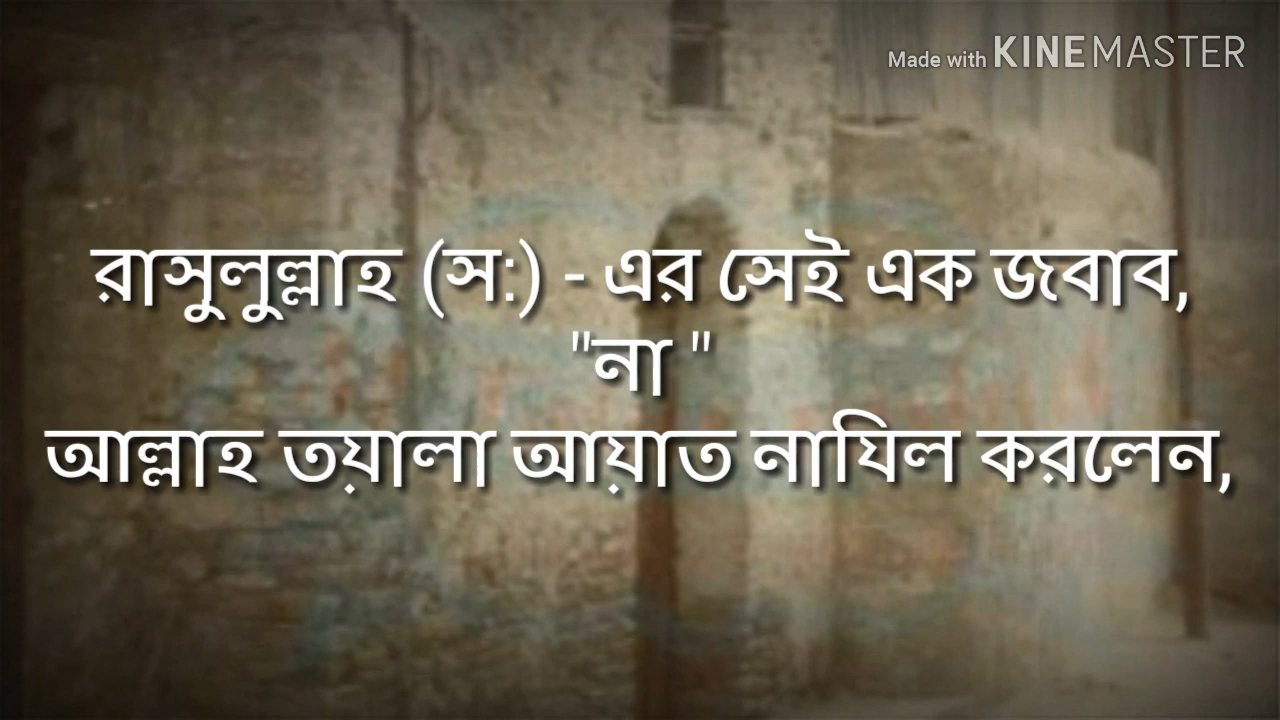 Made with KINEMASTER
রাসুলুল্লাহ (স:) - এর সেই এক জবাব,
"না "
আল্লাহ তয়ালা আয়াত নাযিল করলেন,